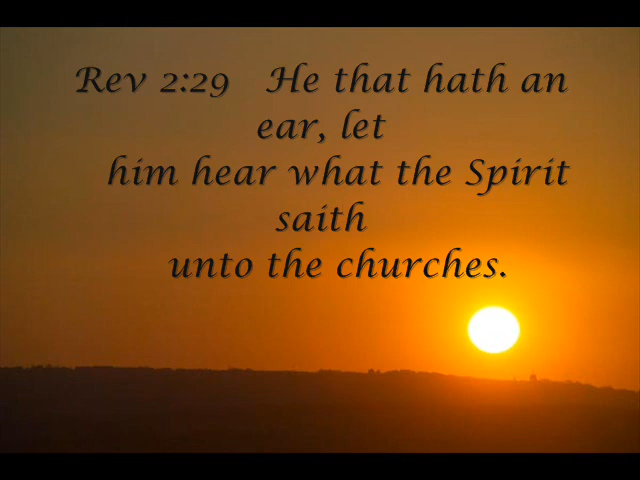 Rev 2:29 He that hath an
ear, let
him hear what the Spirit
saith
unto the churches.